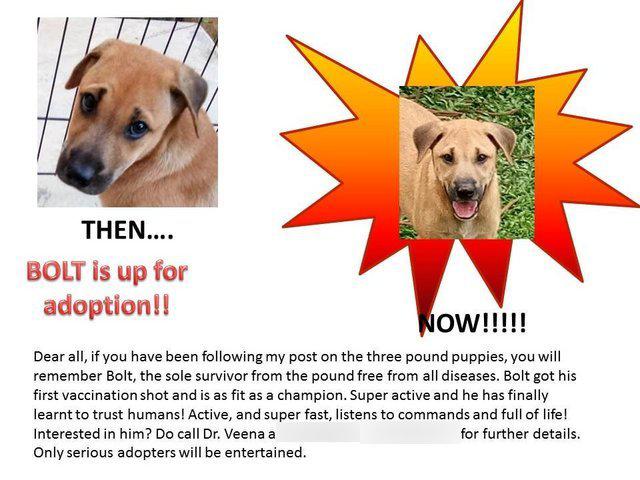 THEN....
BOLT is up for
adoption!!
NOW!!!!!
Dear all, if you have been following my post on the three pound puppies, you will
remember Bolt, the sole survivor from the pound free from all diseases. Bolt got his
first vaccination shot and is as fit as a champion. Super active and he has finally
learnt to trust humans! Active, and super fast, listens to commands and full of life!
Interested in him? Do call Dr. Veena a for further details.
Only serious adopters will be entertained.